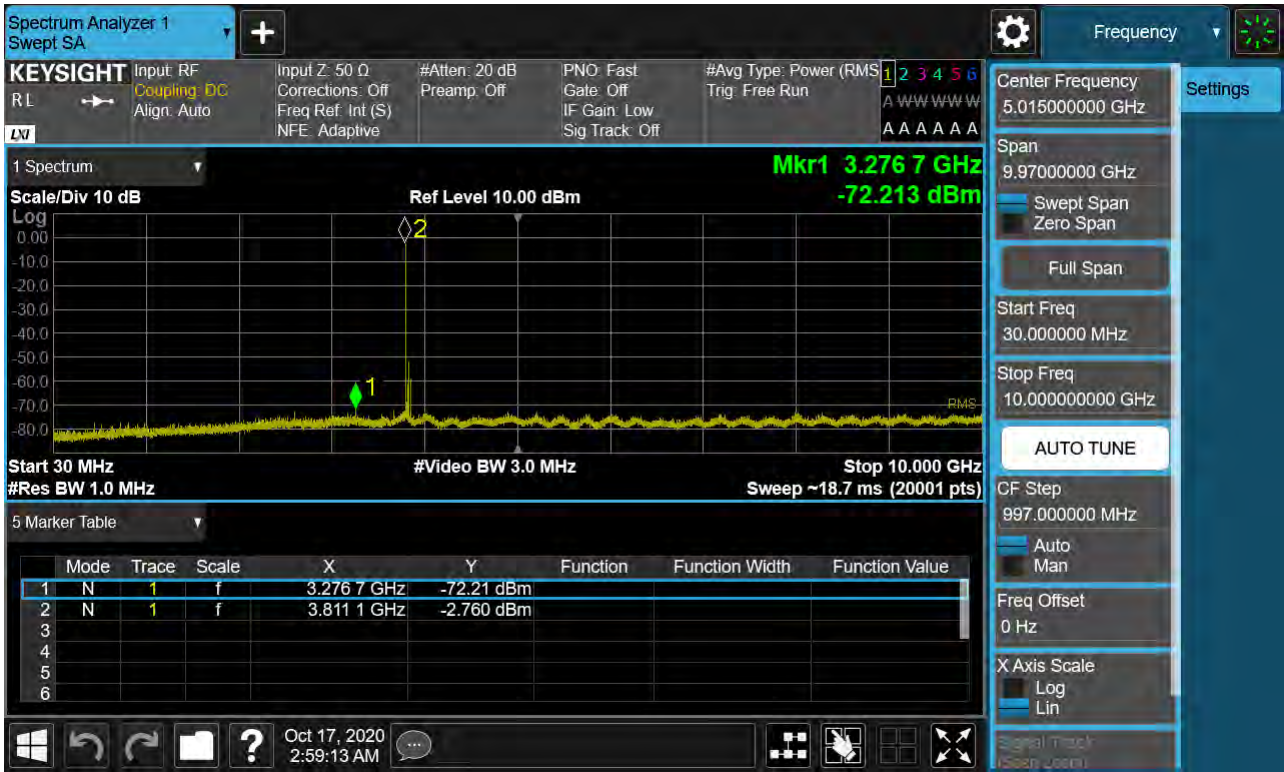 Spectrum Analyzer 1
Swept SA
+
Frequency
KEYSIGHT
RL
LXI
Input: RF
Coupling: DC
Align: Auto
Input Z: 50 Ω
Corrections: Off
Freq Ref: Int (S)
NFE: Adaptive
#Atten: 20 dB
Preamp: Off
PNO: Fast
Gate: Off
IF Gain: Low
Sig Track: Off
#Avg Type: Power (RMS
Trig: Free Run
1 2 3 4 5 6
A W W W W W
A A A A A A
1 Spectrum
Mkr1 3.276 7 GHz
-72.213 dBm
Scale/Div 10 dB
Ref Level 10.00 dBm
Log
0.00
-10.0
-20.0
-30.0
-40.0
-50.0
-60.0
-70.0
-80.0
2
1
RMS
Start 30 MHz
#Video BW 3.0 MHz
Stop 10.000 GHz
#Res BW 1.0 MHz
Sweep ~18.7 ms (20001 pts)
5 Marker Table
Mode Trace Scale X Y Function Function Width Function Value
1 N 1 f 3.276 7 GHz -72.21 dBm
2 N 1 f 3.811 1 GHz -2.760 dBm
3
4
5
6
?
Oct 17, 2020
2:59:13 AM
Center Frequency
5.015000000 GHz
Settings
Span
9.97000000 GHz
Swept Span
Zero Span
Full Span
Start Freq
30.000000 MHz
Stop Freq
10.000000000 GHz
AUTO TUNE
CF Step
997.000000 MHz
Auto
Man
Freq Offset
0 Hz
X Axis Scale
Log
Lin
Signal Track
(Span Zoom)